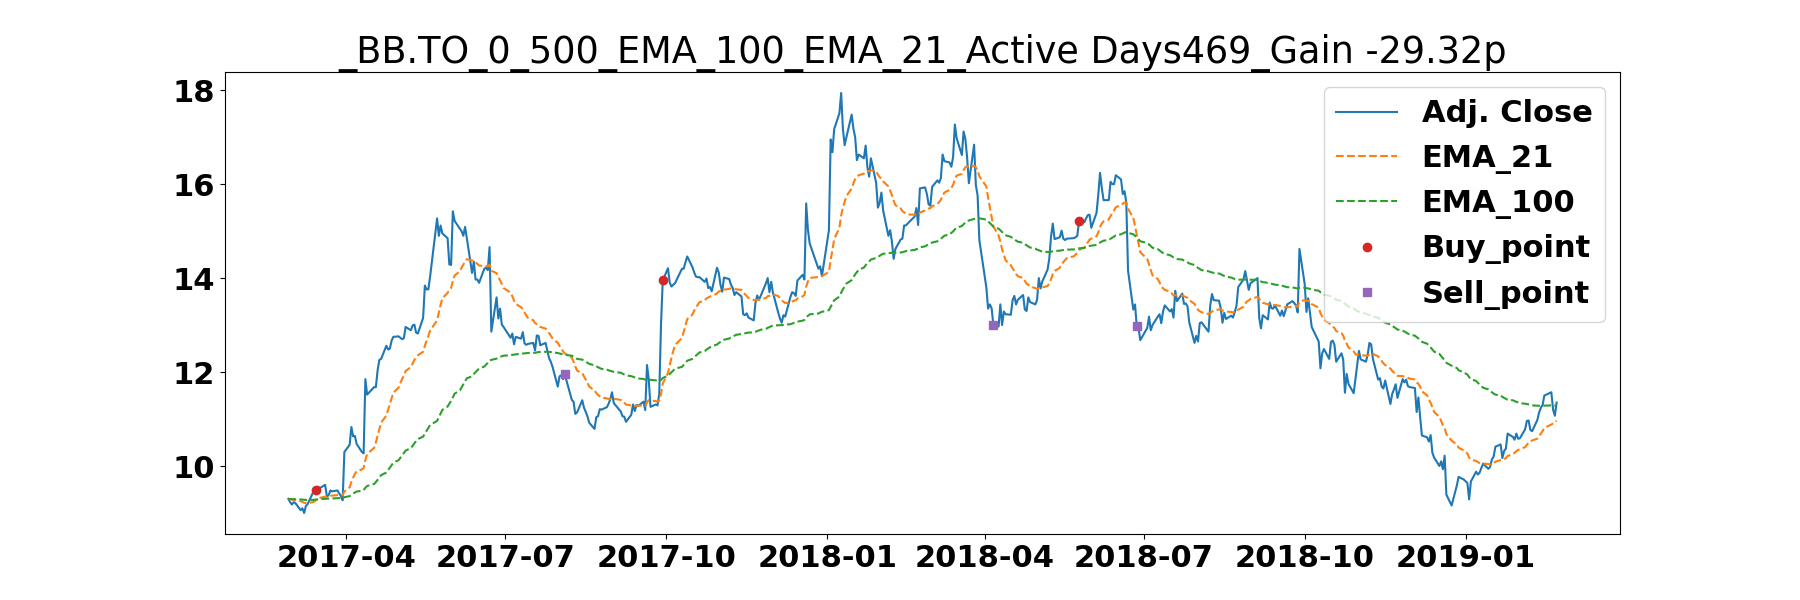 _BB.TO_0_500_EMA_100_EMA_21_Active Days469_Gain -29.32p
18
16
14
12
10
Adj. Close
EMA_21
EMA_100
Buy_point
Sell_point
2017-04 2017-07 2017-10 2018-01 2018-04 2018-07 2018-10 2019-01